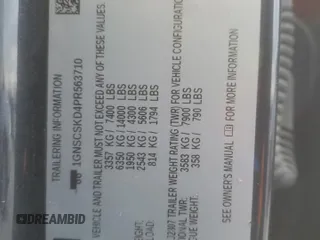 TRAILERING INFORMATION
1GNSCSKD4PR563710
VEHICLE AND TRAILER MUST NOT EXCEED ANY OF THESE VALUES.
3357 KG/ 7400 LBS
6350 KG/ 14000 LBS
1950 KG/ 4300 LBS
2543 KG/ 5606 LBS
814 KG/ 1794 LBS
TRAILER WEIGHT RATING (TWR) FOR VEHICLE CONFIGURATION
TWR. 3583 KG/ 7900 LBS
WEIGHT. 358 KG/ 790 LBS
SEE OWNER'S MANUAL FOR MORE INFORMATION
DREAMBID